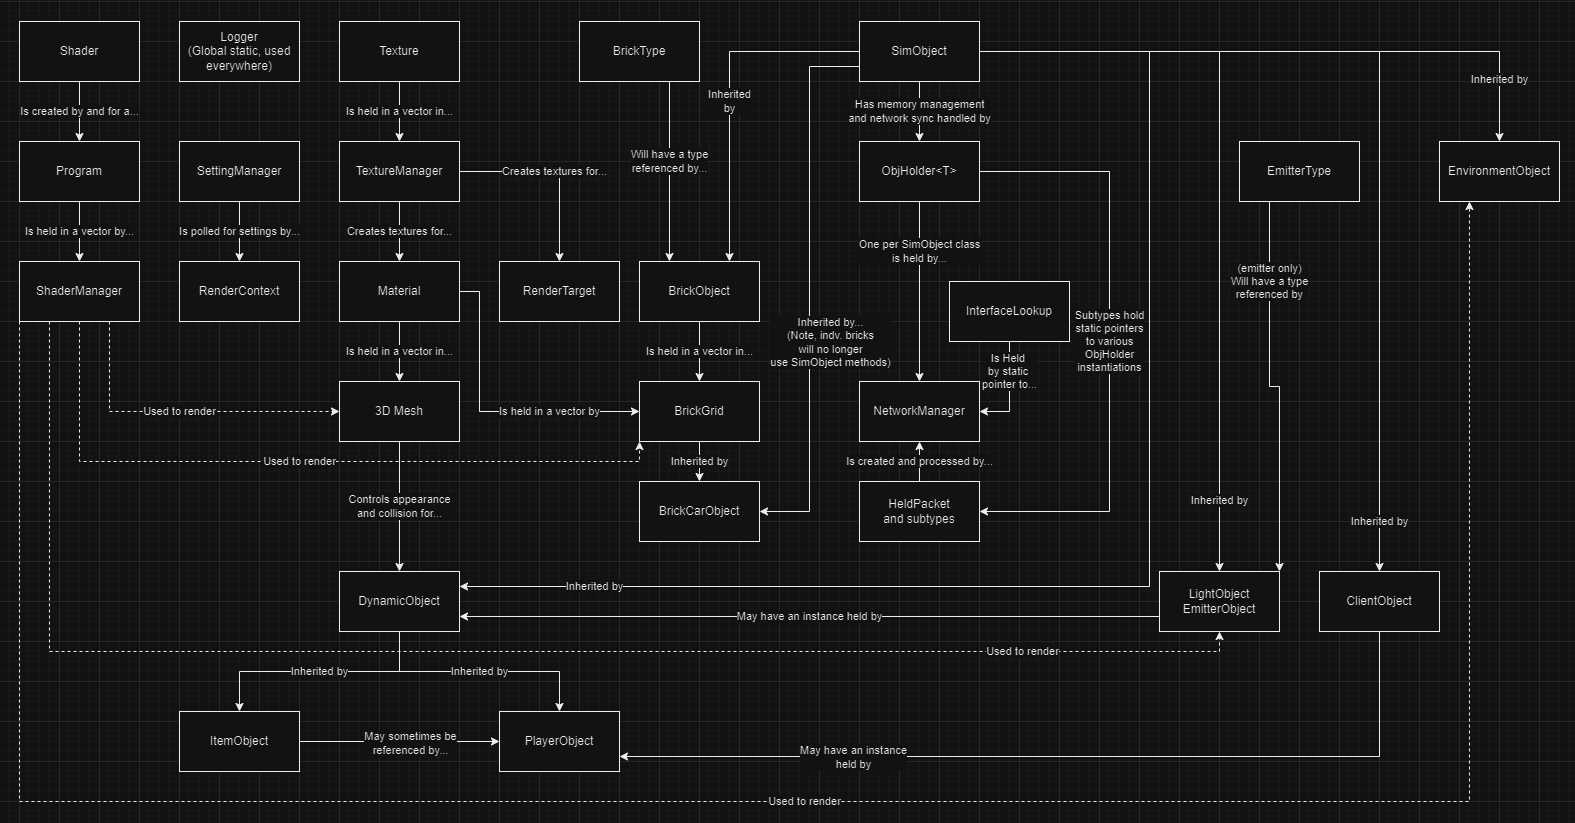 Shader
Logger
(Global static, used
everywhere)
Texture
BrickType
SimObject
Inherited by
Inherited
by
Is created by and for a...
Is held in a vector in...
Has memory management
and network sync handled by
Will have a type
referenced by...
Program
SettingManager
TextureManager
Creates textures for...
ObjHolder<T>
EmitterType
EnvironmentObject
Is held in a vector by...
Is polled for settings by...
Creates textures for...
One per SimObject class
is held by...
(emitter only)
Will have a type
referenced by
ShaderManager
RenderContext
Material
RenderTarget
BrickObject
InterfaceLookup
Inherited by...
(Note, indv. bricks
will no longer
use SimObject methods)
Subtypes hold
static pointers
to various
ObjHolder
instantiations
Is held in a vector in...
Is held in a vector in...
Is Held
by static
pointer to...
Used to render
3D Mesh
Is held in a vector by
BrickGrid
NetworkManager
Used to render
Inherited by
Is created and processed by...
Controls appearance
and collision for...
BrickCarObject
HeldPacket
and subtypes
Inherited by
Inherited by
Inherited by
DynamicObject
May have an instance held by
LightObject
EmitterObject
ClientObject
Used to render
Inherited by
Inherited by
ItemObject
May sometimes be
referenced by...
PlayerObject
May have an instance
held by
Used to render